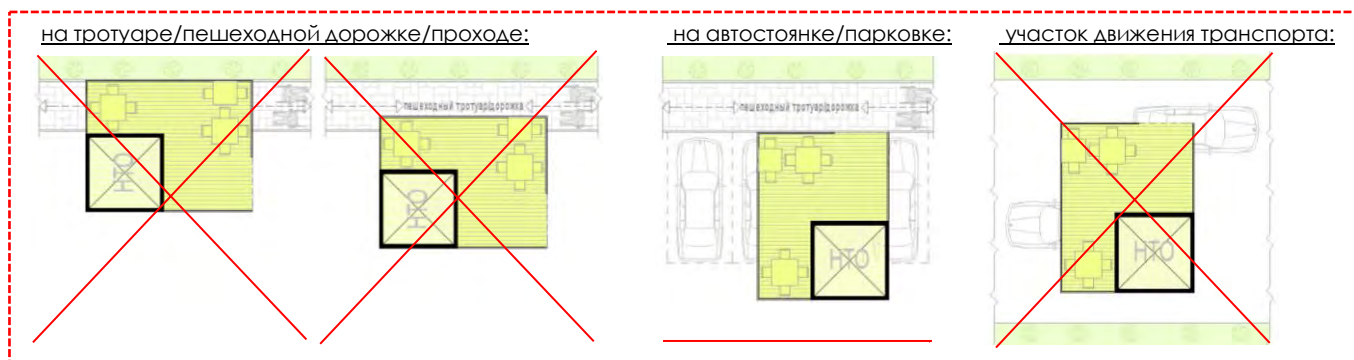 на тротуаре/пешеходной дорожке/проходе:
на автостоянке/парковке:
участок движения транспорта:
пешеходный тротуар/дорожка
пешеходный тротуар/дорожка
НТО
НТО
НТО
НТО